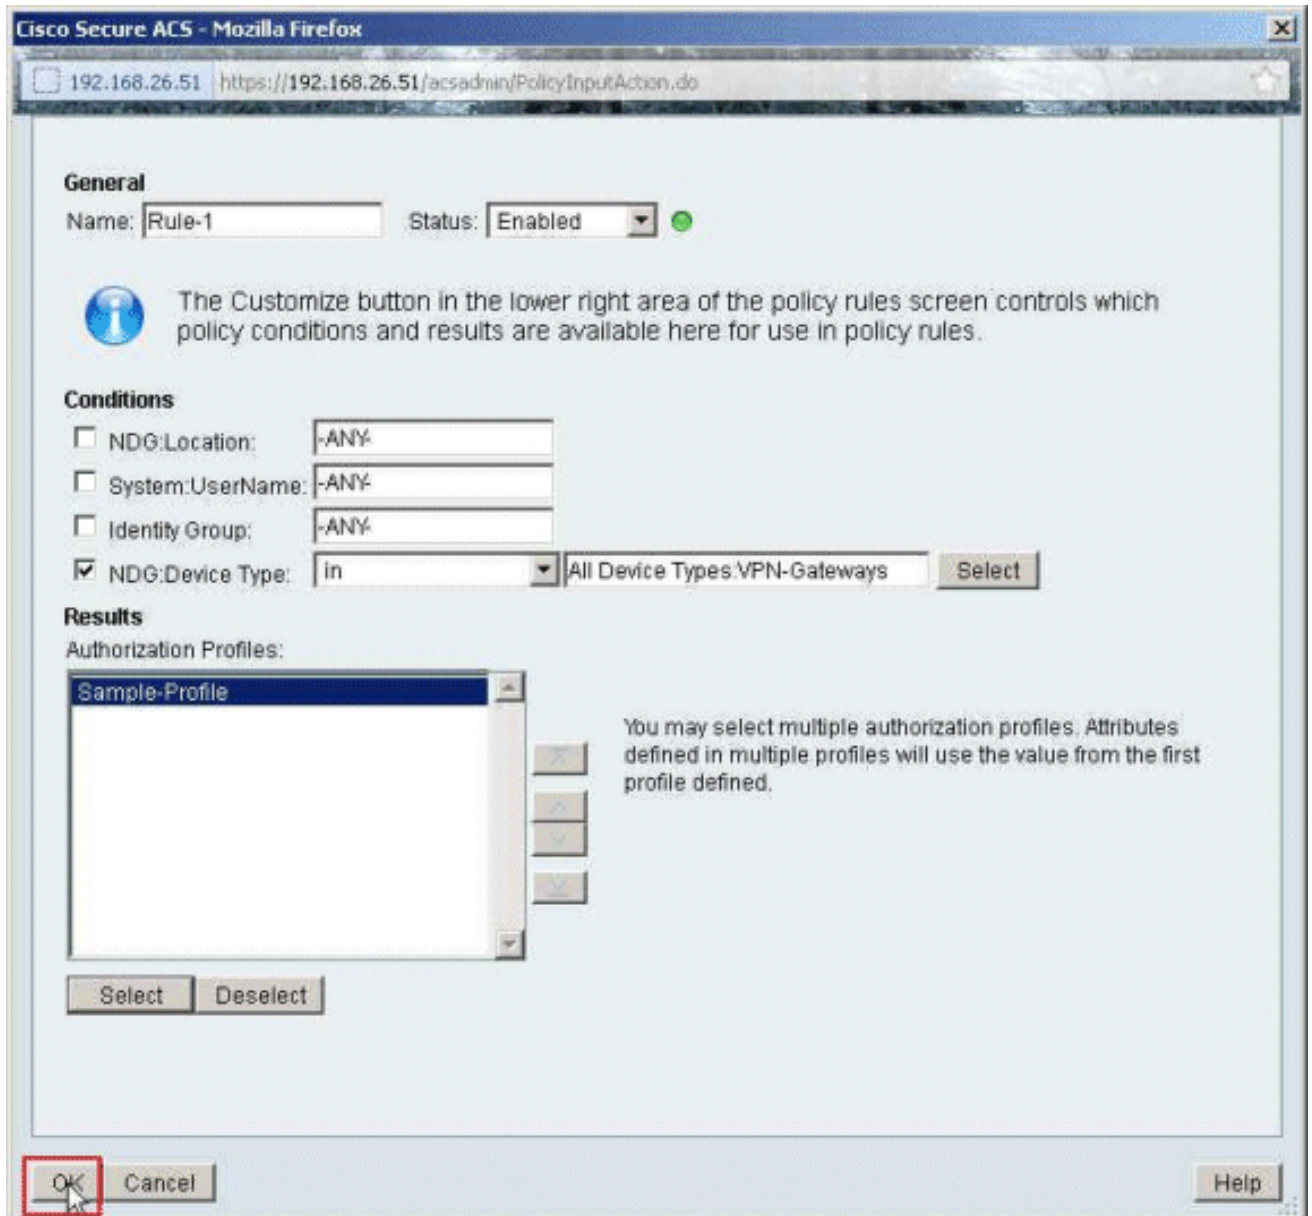 Cisco Secure ACS - Mozilla Firefox
192.168.26.51 https://192.168.26.51/acsadmin/PolicyInputAction.do
General
Name: Rule-1 Status: Enabled
The Customize button in the lower right area of the policy rules screen controls which
policy conditions and results are available here for use in policy rules.
Conditions
NDG:Location: -ANY-
System:UserName: -ANY-
Identity Group: -ANY-
NDG:Device Type: in All Device Types:VPN-Gateways Select
Results
Authorization Profiles:
Sample-Profile
You may select multiple authorization profiles. Attributes
defined in multiple profiles will use the value from the first
profile defined.
Select Deselect
OK Cancel Help